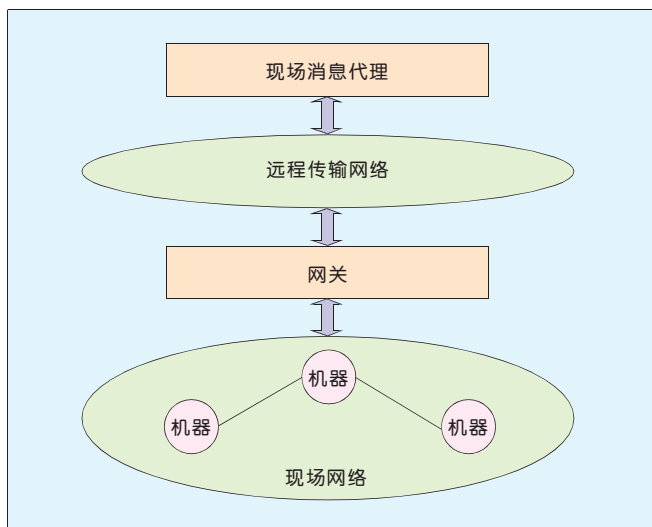 现场消息代理
远程传输网络
网关
机器
机器
机器
现场网络